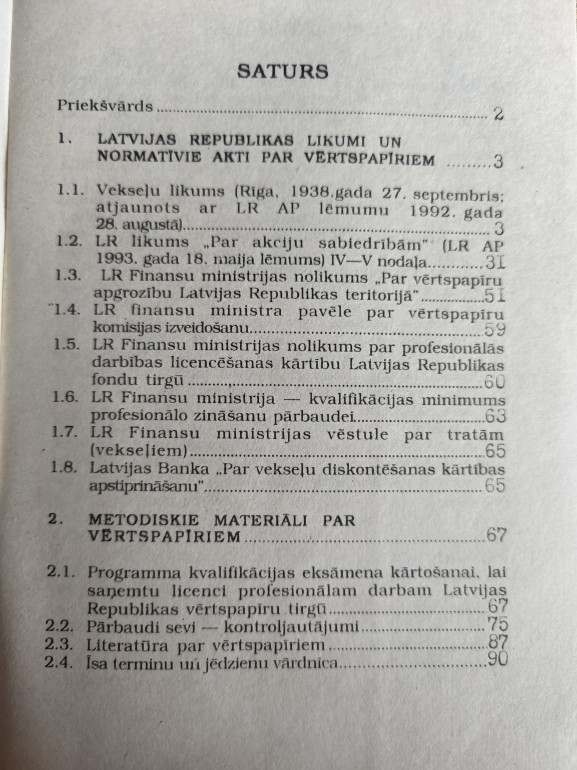 SATURS
Priekšvārds ........ 2
1. LATVIJAS REPUBLIKAS LIKUMI UN
NORMATĪVIE AKTI PAR VĒRTSPAPĪRIEM ........ 3
1.1. Vekseļu likums (Rīga, 1938.gada 27. septembris;
atjaunots ar LR AP lēmumu 1992. gada
28. augustā) ........ 3
1.2. LR likums „Par akciju sabiedrībām" (LR AP
1993. gada 18. maija lēmums) IV—V nodaļa ........ 31
1.3. LR Finansu ministrijas nolikums „Par vērtspapīru
apgrozību Latvijas Republikas teritorijā" ........ 51
1.4. LR finansu ministra pavēle par vērtspapīru
komisijas izveidošanu ........ 59
1.5. LR Finansu ministrijas nolikums par profesionālās
darbības licencēšanas kārtību Latvijas Republikas
fondu tirgū ........ 60
1.6. LR Finansu ministrija — kvalifikācijas minimums
profesionālo zināšanu pārbaudei ........ 63
1.7. LR Finansu ministrijas vēstule par tratām
(vekseļiem) ........ 65
1.8. Latvijas Banka „Par vekseļu diskontēšanas kārtības
apstiprināšanu" ........ 65
2. METODISKIE MATERIĀLI PAR
VĒRTSPAPĪRIEM ........ 67
2.1. Programma kvalifikācijas eksāmena kārtošanai, lai
saņemtu licenci profesionālam darbam Latvijas
Republikas vērtspapīru tirgū ........ 67
2.2. Pārbaudi sevi — kontroljautājumi ........ 75
2.3. Literatūra par vērtspapīriem ........ 87
2.4. Īsa terminu un jēdzienu vārdnīca ........ 90